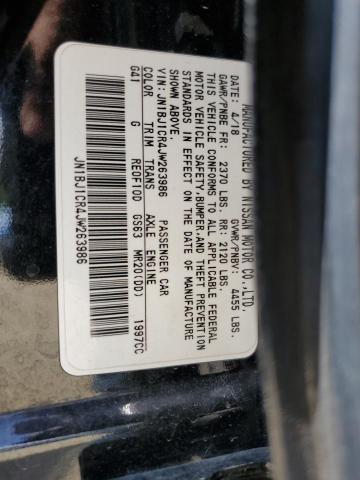 MANUFACTURED BY NISSAN MOTOR CO.,LTD.
4/18 GVWR/PNBV: 4455 LBS.
GAWR/PNBE FR: 2370 LBS. RR: 2120 LBS.
THIS VEHICLE CONFORMS TO ALL APPLICABLE FEDERAL
MOTOR VEHICLE SAFETY,BUMPER,AND THEFT PREVENTION
STANDARDS IN EFFECT ON THE DATE OF MANUFACTURE
SHOWN ABOVE.
VIN: JN1BJ1CR4JW263986 PASSENGER CAR
COLOR TRIM TRANS AXLE ENGINE
G41 G RE0F10D GS63 MR20(DD) 1997CC
JN1BJ1CR4JW263986